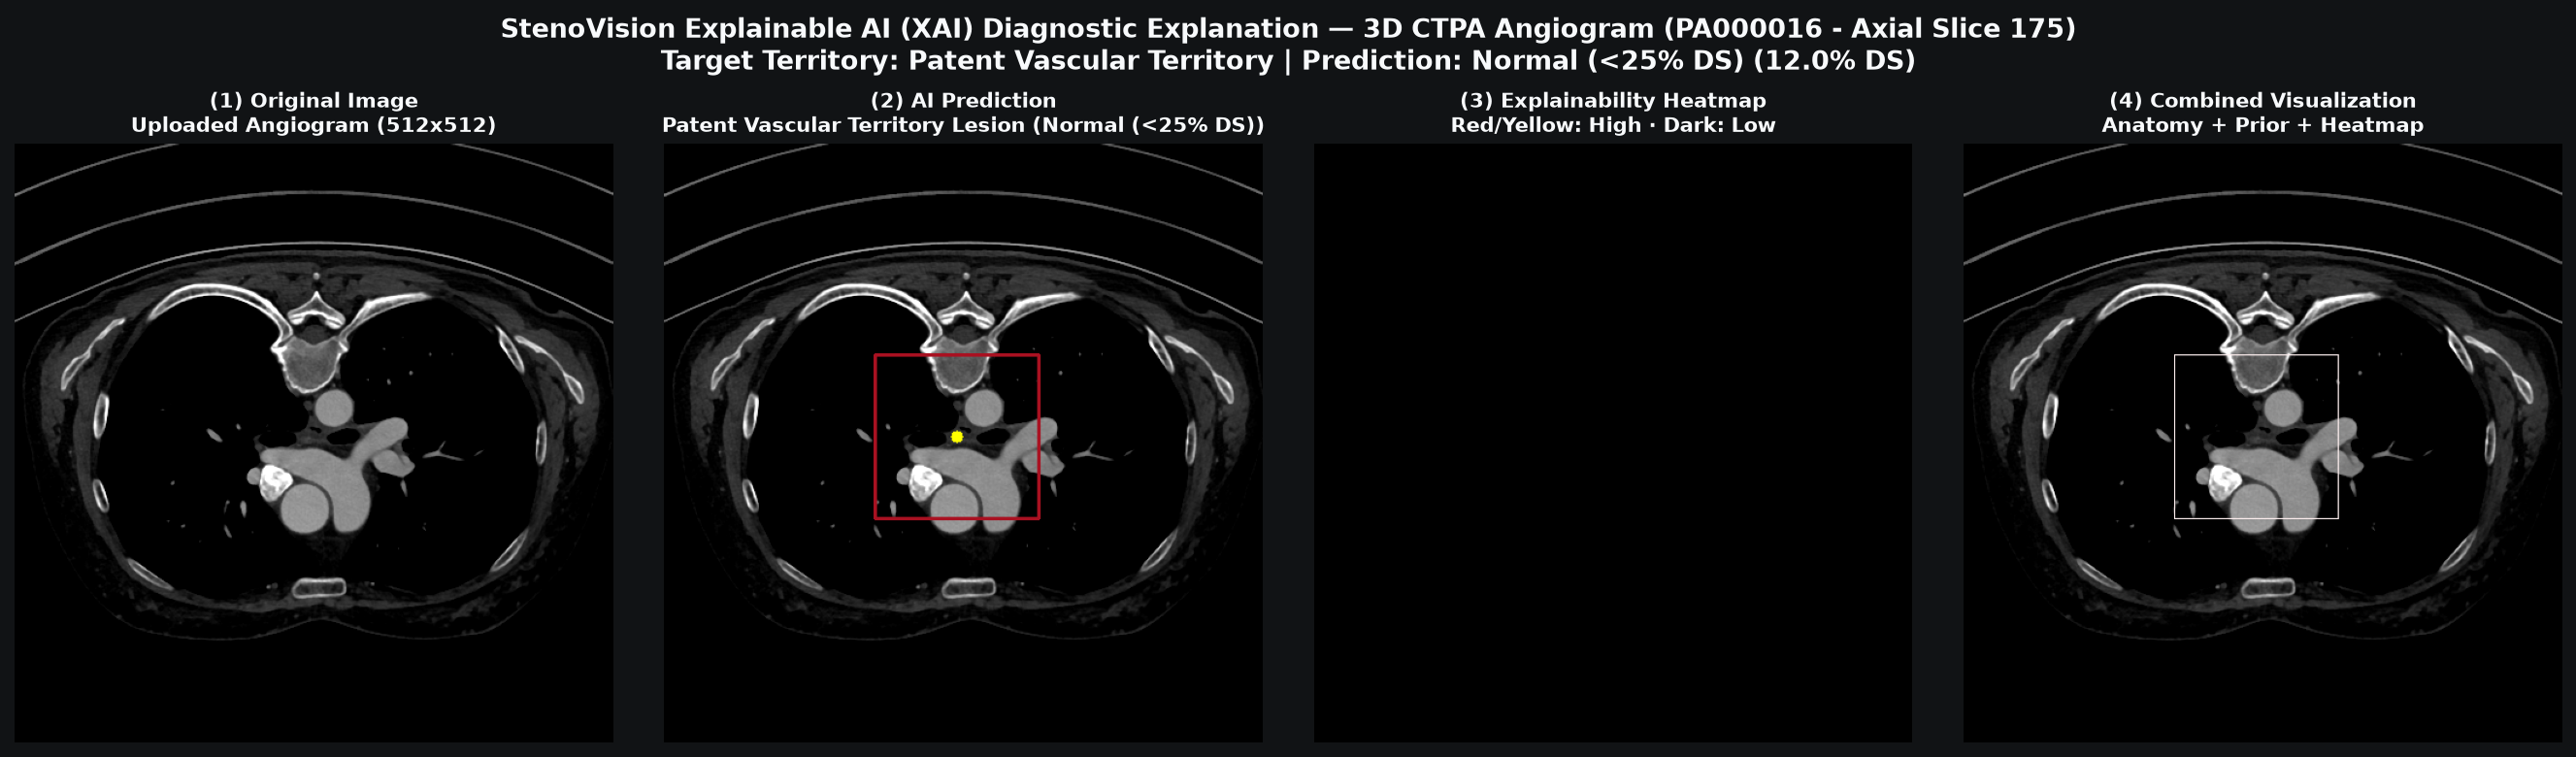 StenoVision Explainable AI (XAI) Diagnostic Explanation — 3D CTPA Angiogram (PA000016 - Axial Slice 175)
Target Territory: Patent Vascular Territory | Prediction: Normal (<25% DS) (12.0% DS)
(1) Original Image
Uploaded Angiogram (512x512)
(2) AI Prediction
Patent Vascular Territory Lesion (Normal (<25% DS))
(3) Explainability Heatmap
Red/Yellow: High · Dark: Low
(4) Combined Visualization
Anatomy + Prior + Heatmap